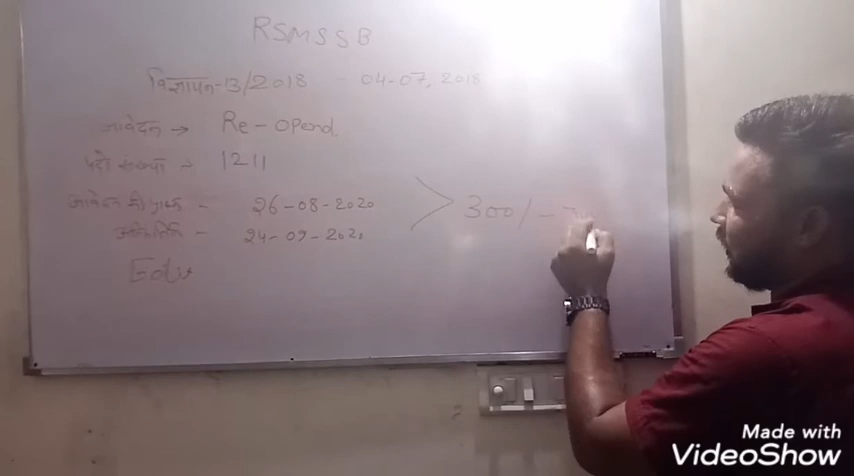 RSMSSB
विज्ञापन-13/2018 - 04-07, 2018
आवेदन → Re-Opend.
पदो संख्या - 1211
आवेदन की - 26-08-2020
- 24-09-2020
300/-
Edu
Made with
VideoShow